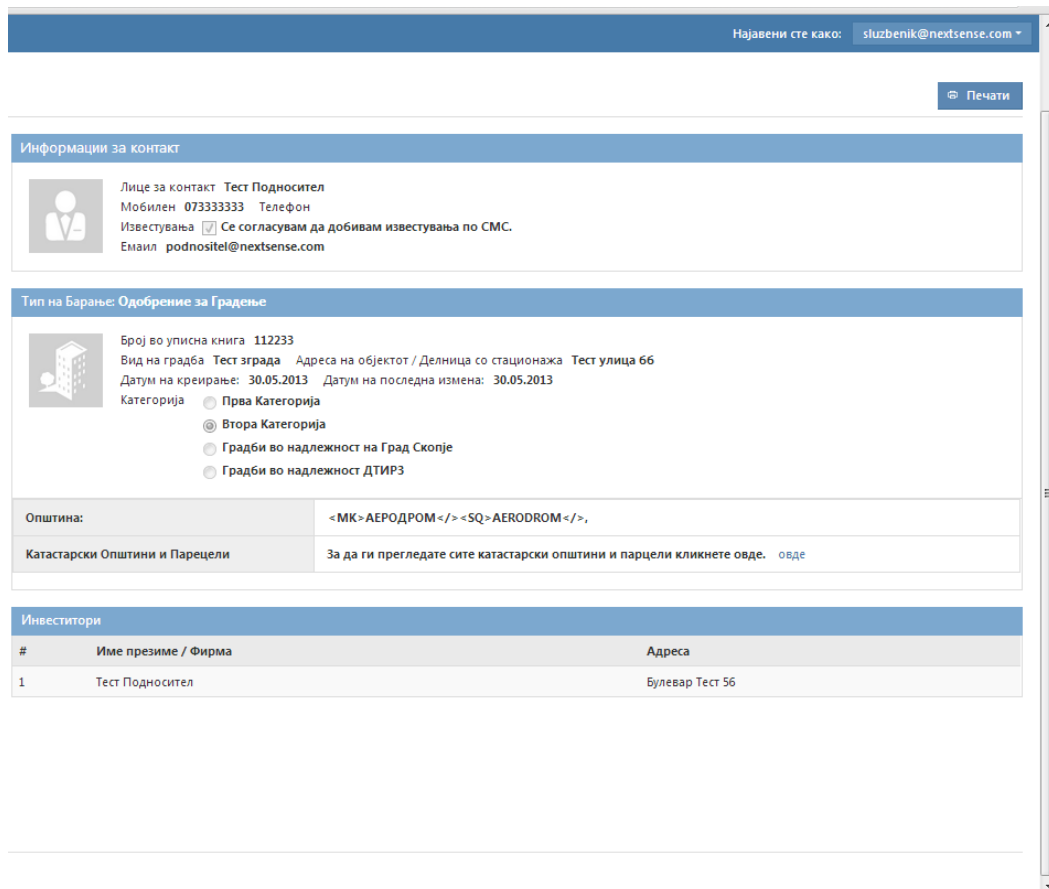 Најавени сте како: sluzbenik@nextsense.com
Печати
Информации за контакт
Лице за контакт Тест Подносител
Мобилен 073333333 Телефон
Известувања Се согласувам да добивам известувања по СМС.
Емаил podnositel@nextsense.com
Тип на Барање: Одобрение за Градење
Број во уписна книга 112233
Вид на градба Тест зграда Адреса на објектот / Делница со стационажа Тест улица 66
Датум на креирање: 30.05.2013 Датум на последна измена: 30.05.2013
Категорија Прва Категорија
Втора Категорија
Градби во надлежност на Град Скопје
Градби во надлежност ДТИРЗ
Општина: <MK>АЕРОДРОМ</><SQ>AERODROM</>,
Катастарски Општини и Парецели За да ги прегледате сите катастарски општини и парцели кликнете овде. овде
Инвеститори
# Име презиме / Фирма Адреса
1 Тест Подносител Булевар Тест 56